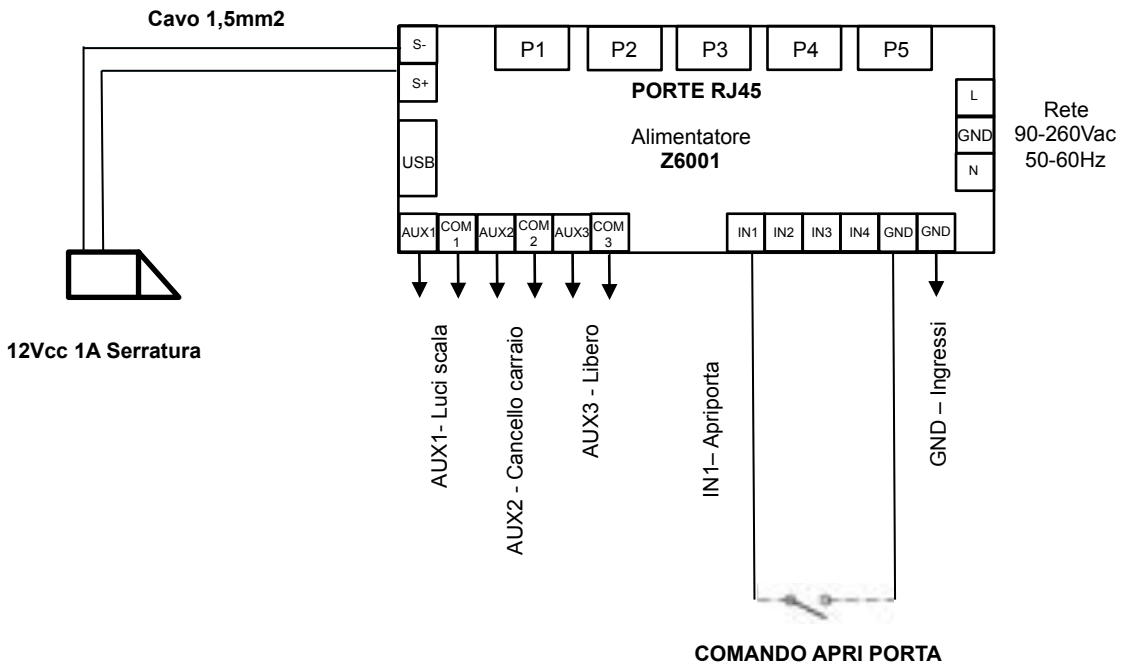 Cavo 1,5mm2
S-
S+
USB
P1
P2
P3
P4
P5
PORTE RJ45
Alimentatore
Z6001
L
GND
N
Rete
90-260Vac
50-60Hz
AUX1
COM
1
AUX2
COM
2
AUX3
COM
3
IN1
IN2
IN3
IN4
GND
GND
12Vcc 1A Serratura
AUX1- Luci scala
AUX2 - Cancello carraio
AUX3 - Libero
IN1– Apriporta
GND – Ingressi
COMANDO APRI PORTA